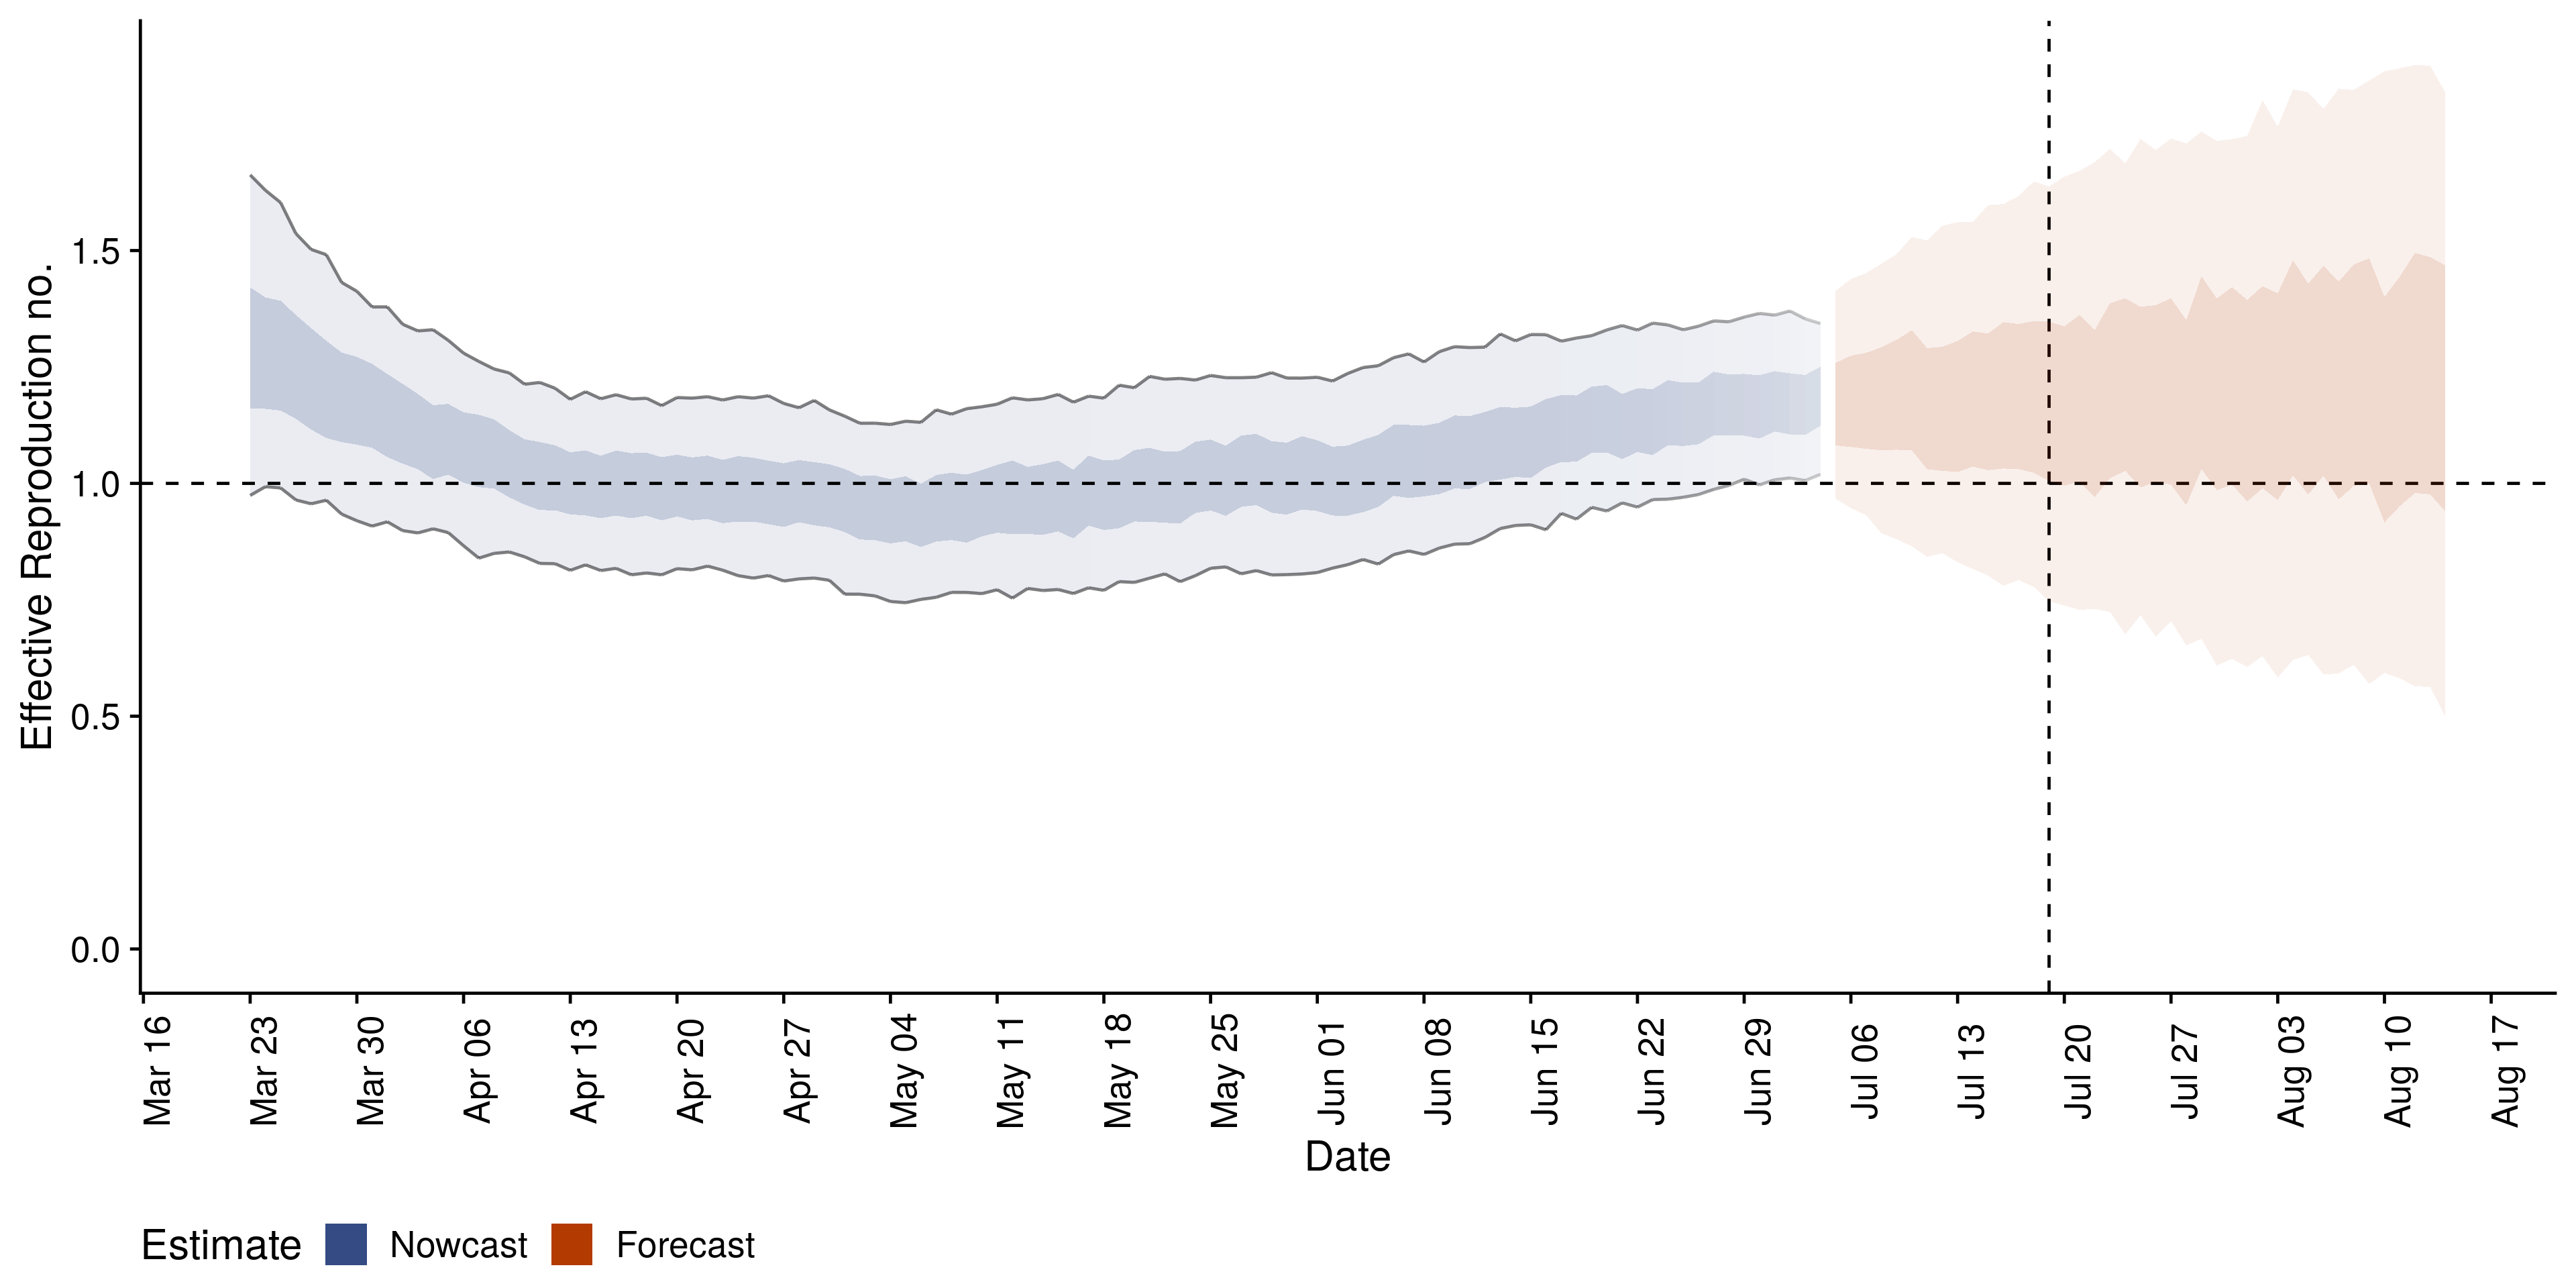 Effective Reproduction no.
1.5
1.0
0.5
0.0
Mar 16
Mar 23
Mar 30
Apr 06
Apr 13
Apr 20
Apr 27
May 04
May 11
May 18
May 25
Jun 01
Jun 08
Jun 15
Jun 22
Jun 29
Jul 06
Jul 13
Jul 20
Jul 27
Aug 03
Aug 10
Aug 17
Date
Estimate Nowcast Forecast